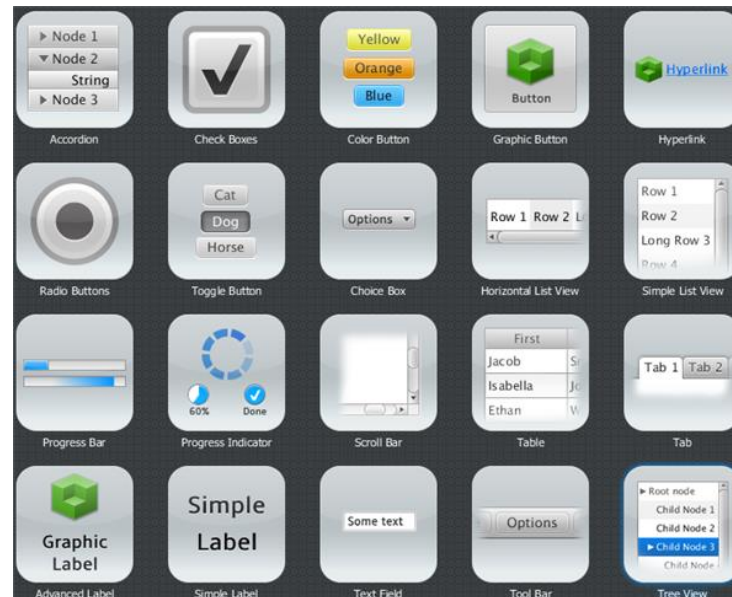 ▶ Node 1
▼ Node 2
String
▶ Node 3
Accordion
Check Boxes
Yellow
Orange
Blue
Color Button
Button
Graphic Button
Hyperlink
Hyperlink
Radio Buttons
Cat
Dog
Horse
Toggle Button
Options
Choice Box
Row 1 Row 2
Horizontal List View
Row 1
Row 2
Long Row 3
Row 4
Simple List View
Progress Bar
60% Done
Progress Indicator
Scroll Bar
First
Jacob
Isabella
Ethan
Table
Tab 1 Tab 2
Tab
Graphic
Label
Advanced Label
Simple
Label
Simple Label
Some text
Text Field
Options
Tool Bar
▶ Root node
Child Node 1
Child Node 2
▶ Child Node 3
Child Node
Tree View